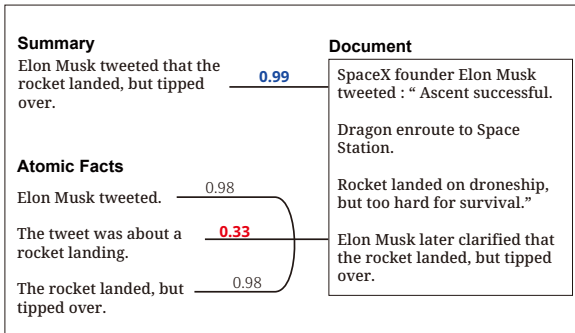 Summary
Elon Musk tweeted that the
rocket landed, but tipped
over.
0.99
Atomic Facts
Elon Musk tweeted.
0.98
The tweet was about a
rocket landing.
0.33
The rocket landed, but
tipped over.
0.98
Document
SpaceX founder Elon Musk
tweeted : “ Ascent successful.
Dragon enroute to Space
Station.
Rocket landed on droneship,
but too hard for survival.”
Elon Musk later clarified that
the rocket landed, but tipped
over.